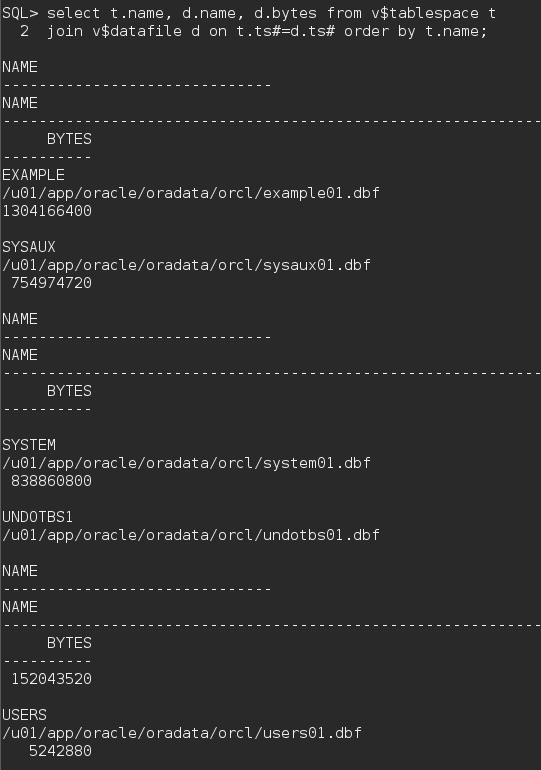 SQL> select t.name, d.name, d.bytes from v$tablespace t
  2  join v$datafile d on t.ts#=d.ts# order by t.name;

NAME
------------------------------
NAME
------------------------------------------------------------
     BYTES
----------
EXAMPLE
/u01/app/oracle/oradata/orcl/example01.dbf
1304166400

SYSAUX
/u01/app/oracle/oradata/orcl/sysaux01.dbf
 754974720

NAME
------------------------------
NAME
------------------------------------------------------------
     BYTES
----------

SYSTEM
/u01/app/oracle/oradata/orcl/system01.dbf
 838860800

UNDOTBS1
/u01/app/oracle/oradata/orcl/undotbs01.dbf

NAME
------------------------------
NAME
------------------------------------------------------------
     BYTES
----------
 152043520

USERS
/u01/app/oracle/oradata/orcl/users01.dbf
   5242880